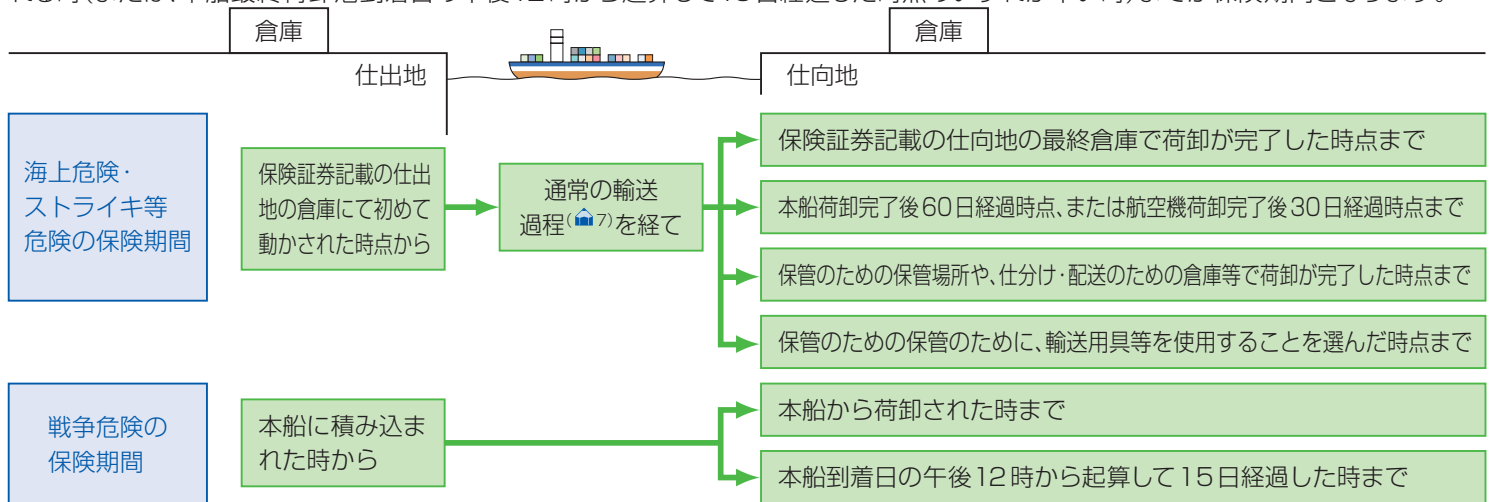 倉庫
倉庫
仕出地
仕向地
海上危険・
ストライキ等
危険の保険期間
保険証券記載の仕出
地の倉庫にて初めて
動かされた時点から
通常の輸送
過程(7)を経て
保険証券記載の仕向地の最終倉庫で荷卸が完了した時点まで
本船荷卸完了後60日経過時点、または航空機荷卸完了後30日経過時点まで
保管のための保管場所や、仕分け・配送のための倉庫等で荷卸が完了した時点まで
保管のための保管のために、輸送用具等を使用することを選んだ時点まで
戦争危険の
保険期間
本船に積み込ま
れた時から
本船から荷卸された時まで
本船到着日の午後12時から起算して15日経過した時まで